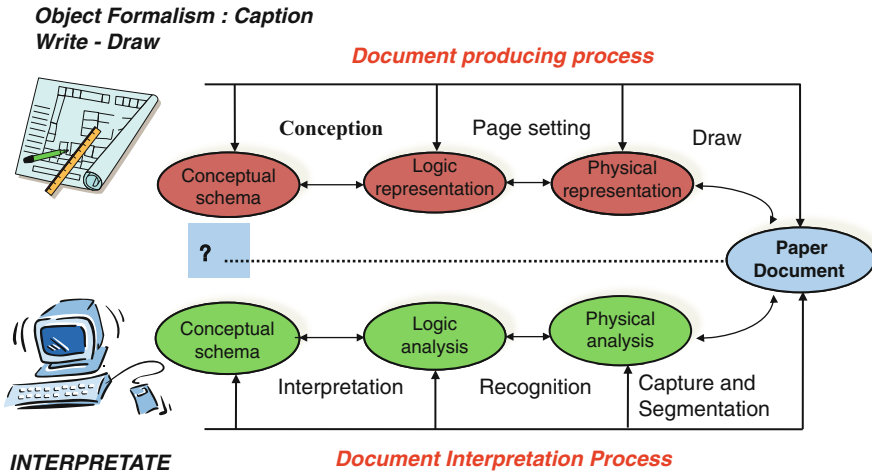 Object Formalism : Caption
Write - Draw
Document producing process
Conception
Page setting
Draw
Conceptual
schema
Logic
representation
Physical
representation
?
Paper
Document
Conceptual
schema
Logic
analysis
Physical
analysis
Interpretation
Recognition
Capture and
Segmentation
INTERPRETATE
Document Interpretation Process